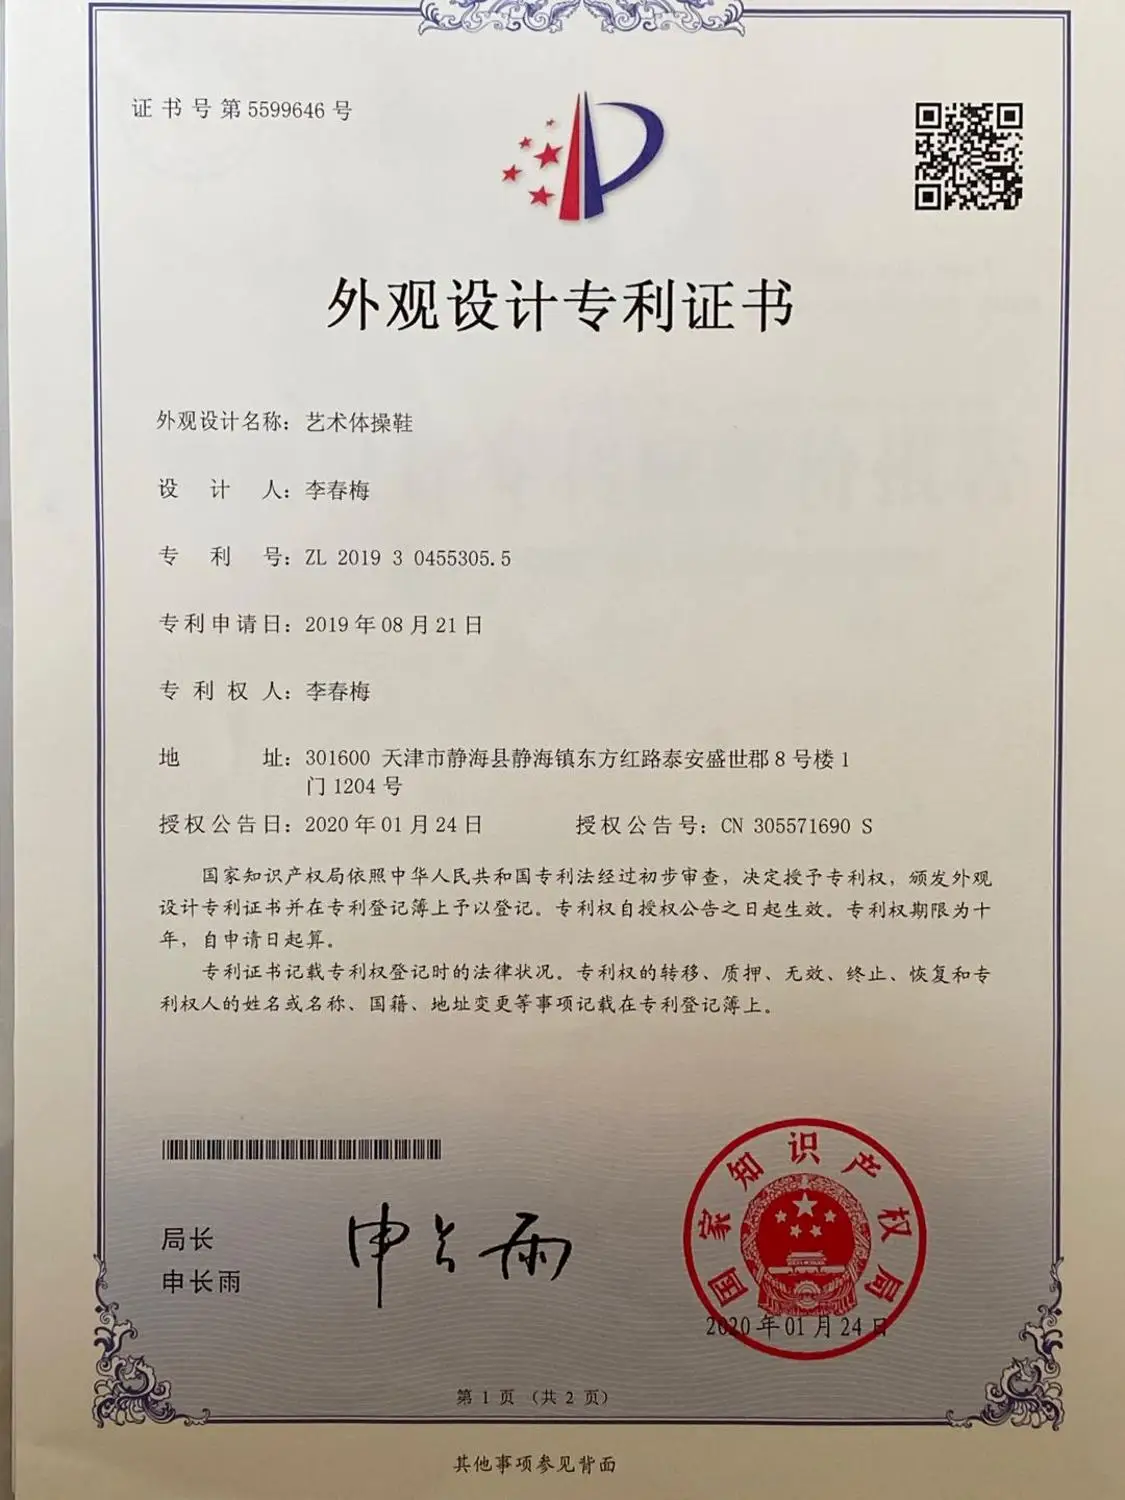 证书号第5599646号
外观设计专利证书
外观设计名称：艺术体操鞋
设计人：李春梅
专利号：ZL 2019 3 0455305.5
专利申请日：2019年08月21日
专利权人：李春梅
地址：301600 天津市静海县静海镇东方红路泰安盛世郡8号楼1
门1204号
授权公告日：2020年01月24日 授权公告号：CN 305571690 S
国家知识产权局依照中华人民共和国专利法经过初步审查，决定授予专利权，颁发外观
设计专利证书并在专利登记簿上予以登记。专利权自授权公告之日起生效。专利权期限为十
年，自申请日起算。
专利证书记载专利权登记时的法律状况。专利权的转移、质押、无效、终止、恢复和专
利权人的姓名或名称、国籍、地址变更等事项记载在专利登记簿上。
国家知识产权局
局长
申长雨
申长雨
2020年01月24日
第1页（共2页）
其他事项参见背面